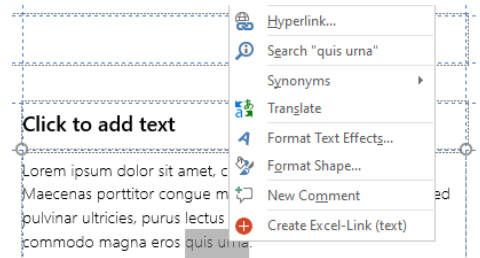 Hyperlink...
Search "quis urna"
Synonyms
Translate
Format Text Effects...
Format Shape...
New Comment
Create Excel-Link (text)
Click to add text
Lorem ipsum dolor sit amet, c
Maecenas porttitor congue m ed
pulvinar ultricies, purus lectus
commodo magna eros quis urna.